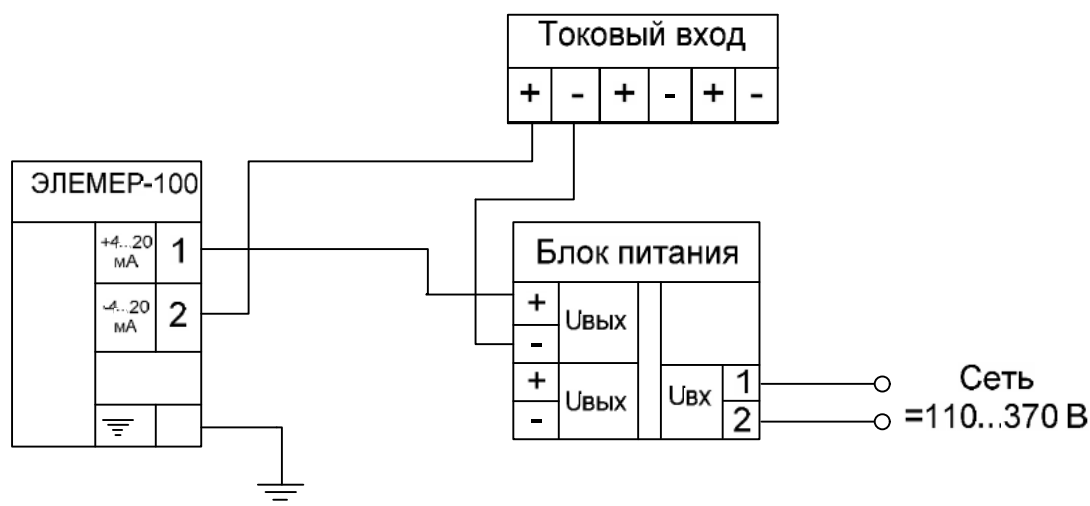 Токовый вход
+ - + - + -
ЭЛЕМЕР-100
+4...20 мА 1
-4...20 мА 2
Блок питания
+ Uвых
-
+ Uвых
-
Uвх 1
2
Сеть
=110...370 В